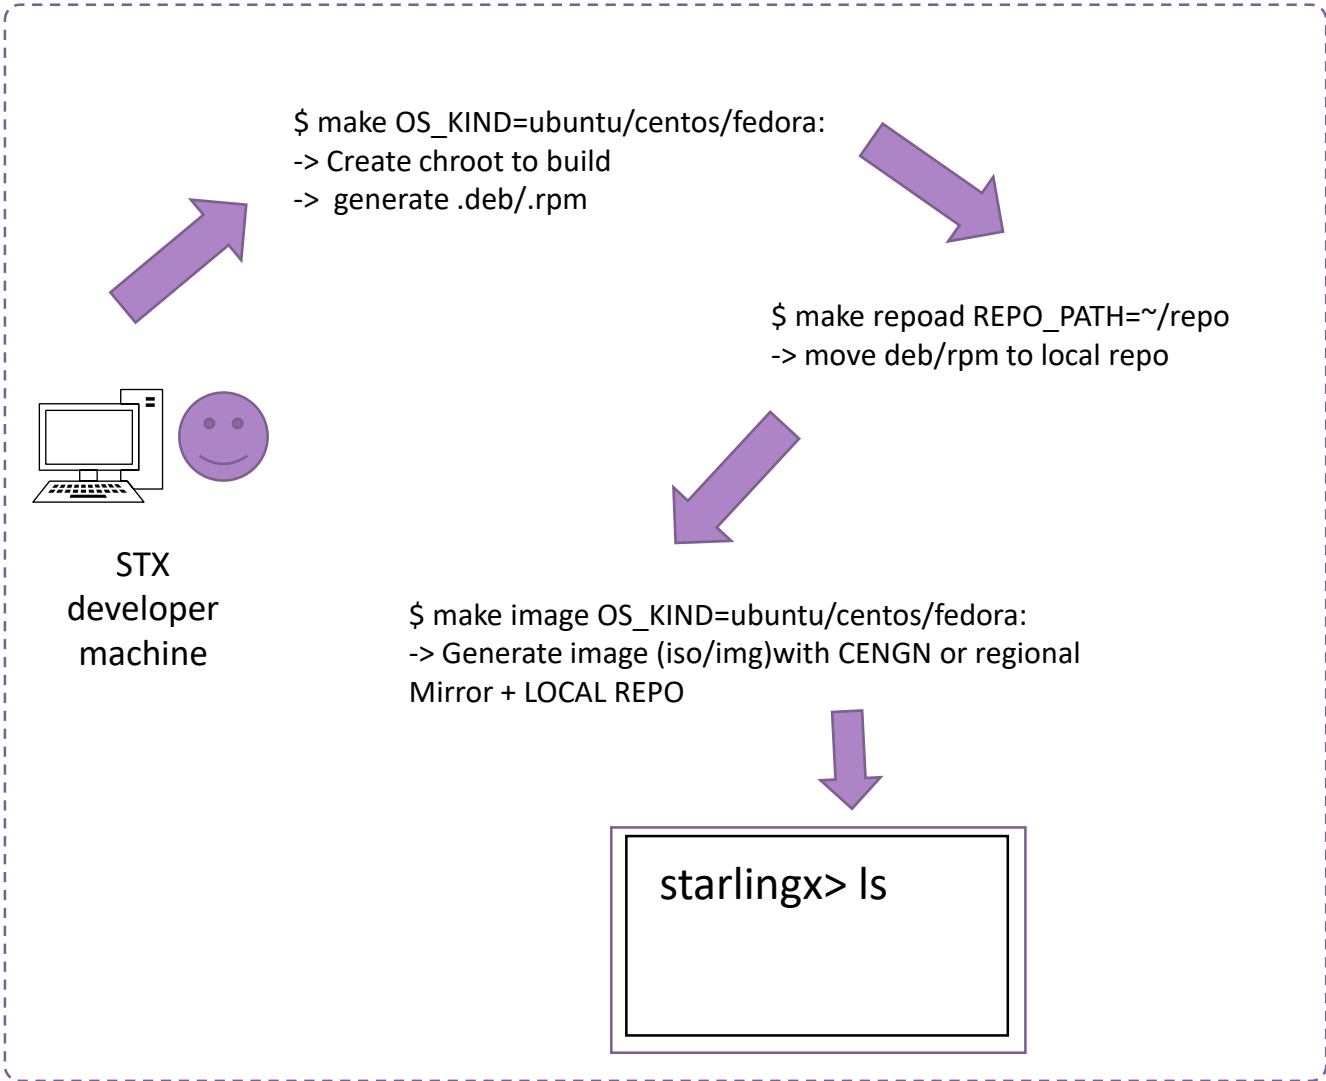 $ make OS_KIND=ubuntu/centos/fedora:
-> Create chroot to build
->  generate .deb/.rpm
$ make repoad REPO_PATH=~/repo
-> move deb/rpm to local repo
STX
developer
machine
$ make image OS_KIND=ubuntu/centos/fedora:
-> Generate image (iso/img)with CENGN or regional
Mirror + LOCAL REPO
starlingx> ls